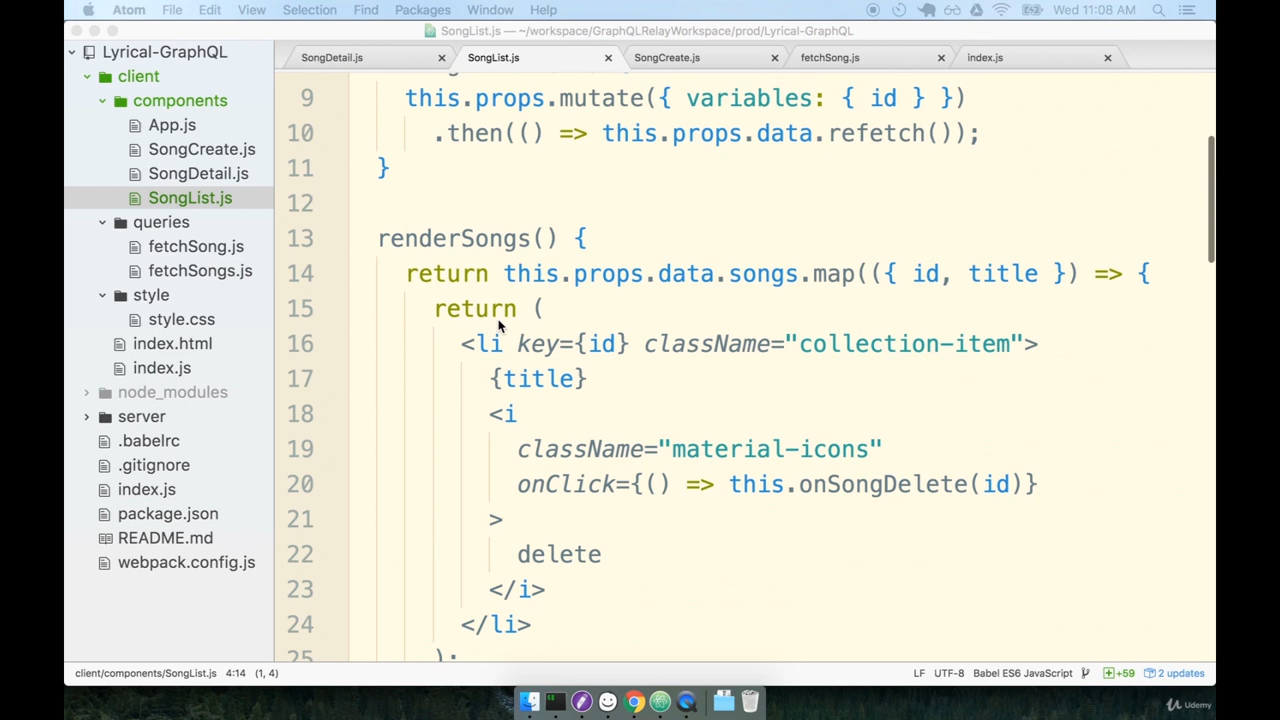 Atom File Edit View Selection Find Packages Window Help Wed 11:08 AM
SongList.js — ~/workspace/GraphQLRelayWorkspace/prod/Lyrical-GraphQL
Lyrical-GraphQL
client
components
App.js
SongCreate.js
SongDetail.js
SongList.js
queries
fetchSong.js
fetchSongs.js
style
style.css
index.html
index.js
node_modules
server
.babelrc
.gitignore
index.js
package.json
README.md
webpack.config.js
SongDetail.js SongList.js SongCreate.js fetchSong.js index.js
9 this.props.mutate({ variables: { id } })
10 .then(() => this.props.data.refetch());
11 }
12
13 renderSongs() {
14 return this.props.data.songs.map(({ id, title }) => {
15 return (
16 <li key={id} className="collection-item">
17 {title}
18 <i
19 className="material-icons"
20 onClick={() => this.onSongDelete(id)}
21 >
22 delete
23 </i>
24 </li>
25 );
client/components/SongList.js 4:14 (1, 4) LF UTF-8 Babel ES6 JavaScript +59 2 updates
Udemy